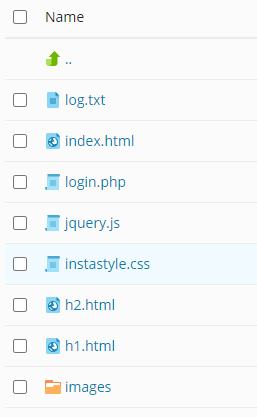 Name
..
log.txt
index.html
login.php
jquery.js
instastyle.css
h2.html
h1.html
images